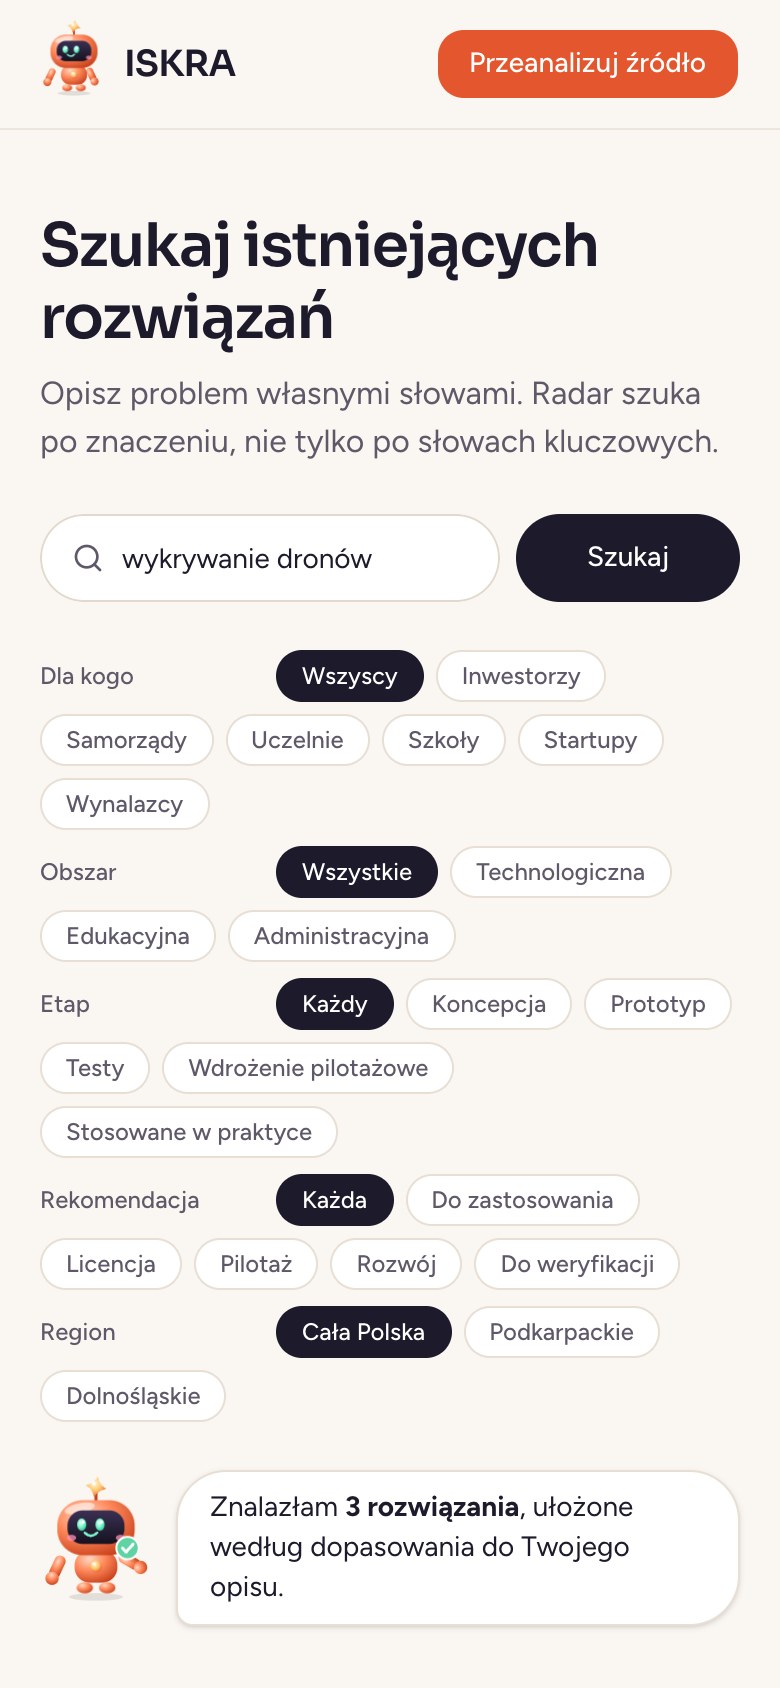 ISKRA
Przeanalizuj źródło
Szukaj istniejących
rozwiązań
Opisz problem własnymi słowami. Radar szuka
po znaczeniu, nie tylko po słowach kluczowych.
wykrywanie dronów
Szukaj
Dla kogo Wszyscy Inwestorzy
Samorządy Uczelnie Szkoły Startupy
Wynalazcy
Obszar Wszystkie Technologiczna
Edukacyjna Administracyjna
Etap Każdy Koncepcja Prototyp
Testy Wdrożenie pilotażowe
Stosowane w praktyce
Rekomendacja Każda Do zastosowania
Licencja Pilotaż Rozwój Do weryfikacji
Region Cała Polska Podkarpackie
Dolnośląskie
Znalazłam 3 rozwiązania, ułożone
według dopasowania do Twojego
opisu.